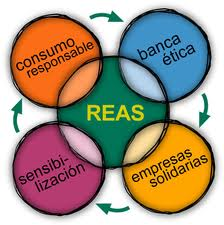 consumo
responsable
banca
ética
REAS
sensibi-
lización
empresas
solidarias